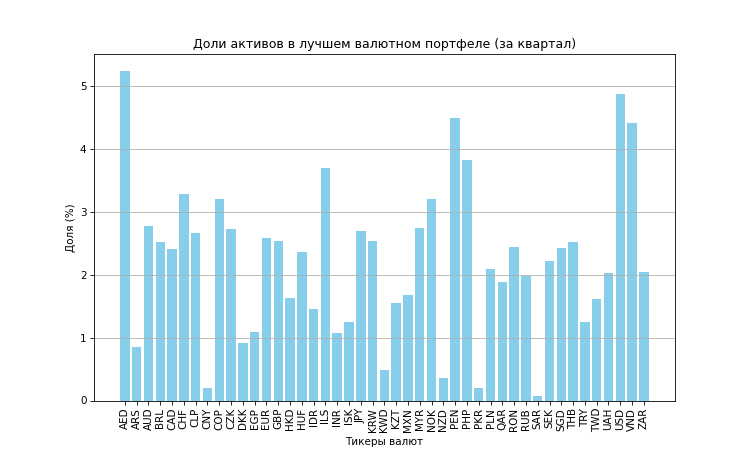 Доли активов в лучшем валютном портфеле (за квартал)
Доля (%)
5
4
3
2
1
0
AED ARS AUD BRL CAD CHF CLP CNY COP CZK DKK EGP EUR GBP HKD HUF IDR ILS INR ISK JPY KRW KWD KZT MXN MYR NOK NZD PEN PHP PKR PLN QAR RON RUB SAR SEK SGD THB TRY TWD UAH USD VND ZAR
Тикеры валют